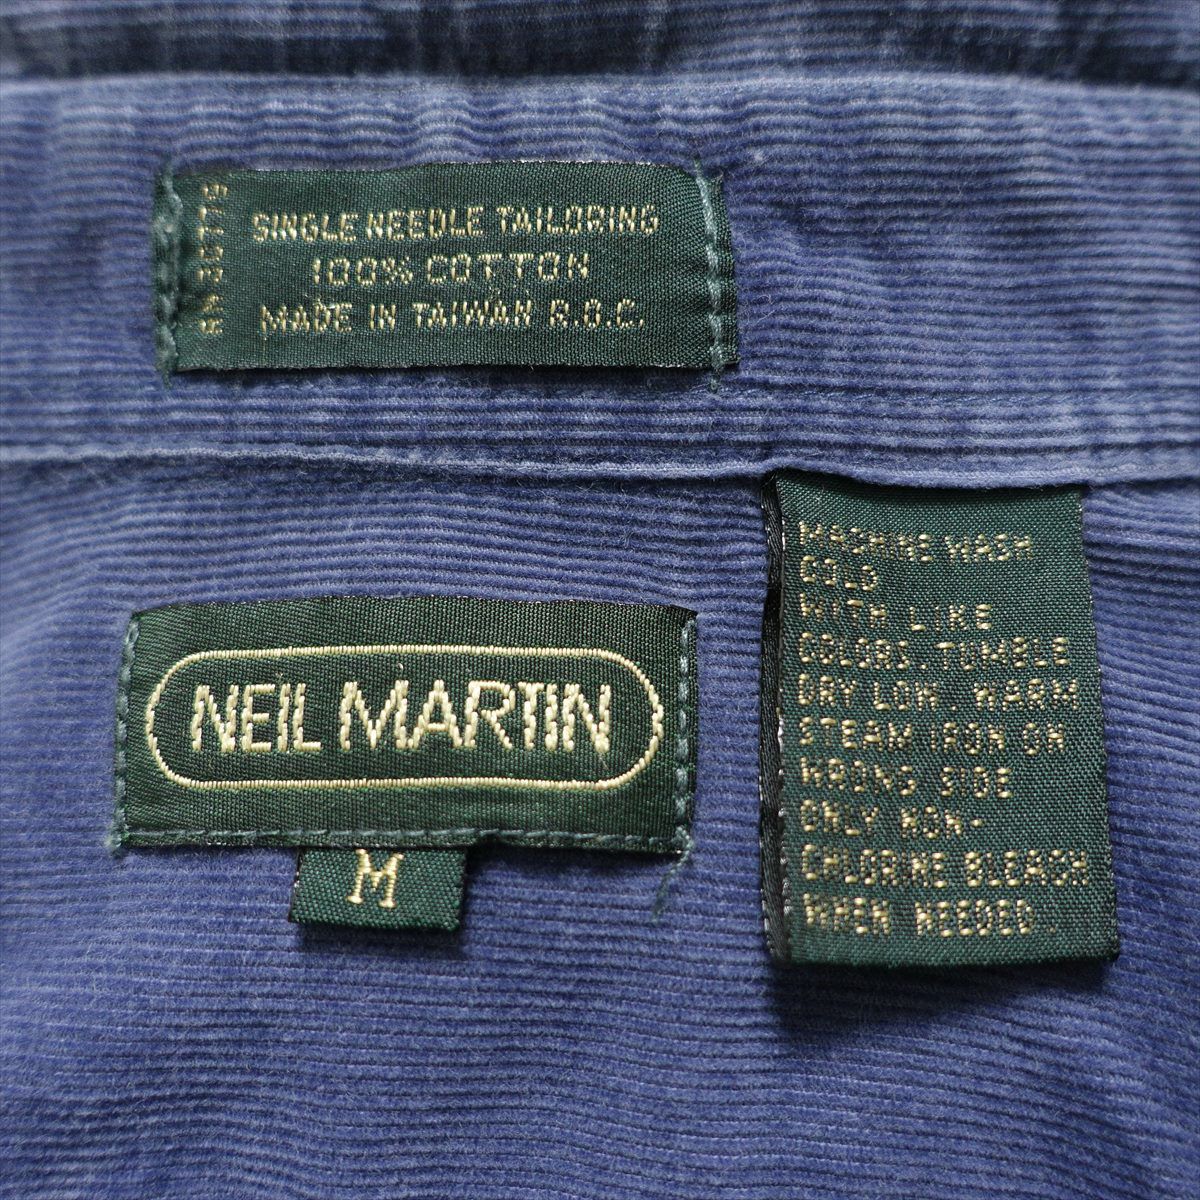 SINGLE NEEDLE TAILORING
100% COTTON
MADE IN TAIWAN R.O.C.
NEIL MARTIN
M
MACHINE WASH
COLD
WITH LIKE
COLORS. TUMBLE
DRY LOW. WARM
STEAM IRON ON
WRONG SIDE
ONLY NON-
CHLORINE BLEACH
WHEN NEEDED.